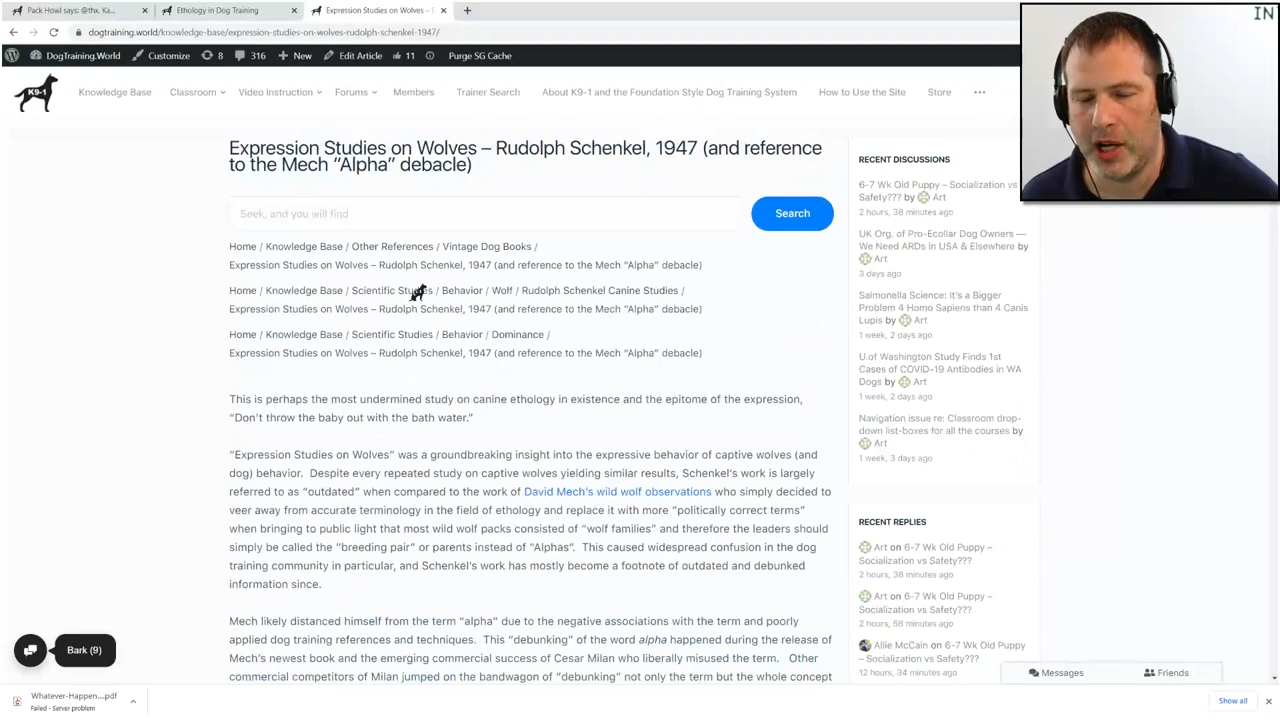 Pack Howl says: @thx, Ka...
Ethology in Dog Training
Expression Studies on Wolves –
dogtraining.world/knowledge-base/expression-studies-on-wolves-rudolph-schenkel-1947/
DogTraining.World
Customize
8
316
New
Edit Article
11
Purge SG Cache
IN
K9-1
Knowledge Base
Classroom
Video Instruction
Forums
Members
Trainer Search
About K9-1 and the Foundation Style Dog Training System
How to Use the Site
Store
Expression Studies on Wolves – Rudolph Schenkel, 1947 (and reference
to the Mech “Alpha” debacle)
Seek, and you will find
Search
Home / Knowledge Base / Other References / Vintage Dog Books /
Expression Studies on Wolves – Rudolph Schenkel, 1947 (and reference to the Mech “Alpha” debacle)
Home / Knowledge Base / Scientific Studies / Behavior / Wolf / Rudolph Schenkel Canine Studies /
Expression Studies on Wolves – Rudolph Schenkel, 1947 (and reference to the Mech “Alpha” debacle)
Home / Knowledge Base / Scientific Studies / Behavior / Dominance /
Expression Studies on Wolves – Rudolph Schenkel, 1947 (and reference to the Mech “Alpha” debacle)
This is perhaps the most undermined study on canine ethology in existence and the epitome of the expression,
“Don't throw the baby out with the bath water.”
“Expression Studies on Wolves” was a groundbreaking insight into the expressive behavior of captive wolves (and
dog) behavior. Despite every repeated study on captive wolves yielding similar results, Schenkel's work is largely
referred to as “outdated” when compared to the work of David Mech's wild wolf observations who simply decided to
veer away from accurate terminology in the field of ethology and replace it with more “politically correct terms”
when bringing to public light that most wild wolf packs consisted of “wolf families” and therefore the leaders should
simply be called the “breeding pair” or parents instead of “Alphas”. This caused widespread confusion in the dog
training community in particular, and Schenkel's work has mostly become a footnote of outdated and debunked
information since.
Mech likely distanced himself from the term “alpha” due to the negative associations with the term and poorly
applied dog training references and techniques. This “debunking” of the word alpha happened during the release of
Mech's newest book and the emerging commercial success of Cesar Milan who liberally misused the term. Other
commercial competitors of Milan jumped on the bandwagon of “debunking” not only the term but the whole concept
RECENT DISCUSSIONS
6-7 Wk Old Puppy – Socialization vs
Safety??? by Art
2 hours, 38 minutes ago
UK Org. of Pro-Ecollar Dog Owners —
We Need ARDs in USA & Elsewhere by
Art
3 days ago
Salmonella Science: It's a Bigger
Problem 4 Homo Sapiens than 4 Canis
Lupis by Art
1 week, 2 days ago
U.of Washington Study Finds 1st
Cases of COVID-19 Antibodies in WA
Dogs by Art
1 week, 2 days ago
Navigation issue re: Classroom drop-
down list-boxes for all the courses by
Art
1 week, 3 days ago
RECENT REPLIES
Art on 6-7 Wk Old Puppy –
Socialization vs Safety???
2 hours, 38 minutes ago
Art on 6-7 Wk Old Puppy –
Socialization vs Safety???
2 hours, 56 minutes ago
Allie McCain on 6-7 Wk Old Puppy
– Socialization vs Safety???
12 hours, 34 minutes ago
Bark (9)
Messages
Friends
Whatever-Happen....pdf
Failed - Server problem
Show all